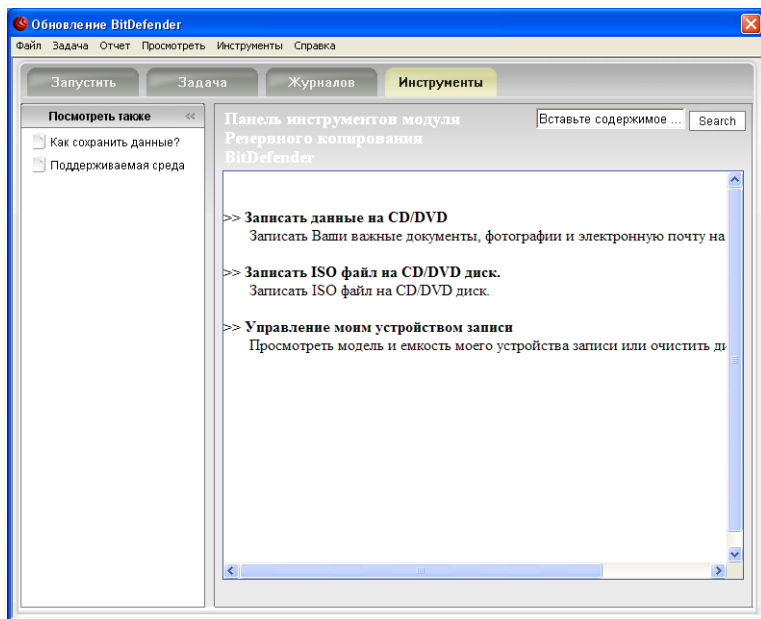 Обновление BitDefender
Файл Задача Отчет Просмотреть Инструменты Справка
Запустить Задача Журналов Инструменты
Посмотреть также <<
Как сохранить данные?
Поддерживаемая среда
Панель инструментов модуля
Резервного копирования
BitDefender
Вставьте содержимое ... Search
>> Записать данные на CD/DVD
Записать Ваши важные документы, фотографии и электронную почту на
>> Записать ISO файл на CD/DVD диск.
Записать ISO файл на CD/DVD диск.
>> Управление моим устройством записи
Просмотреть модель и емкость моего устройства записи или очистить ди